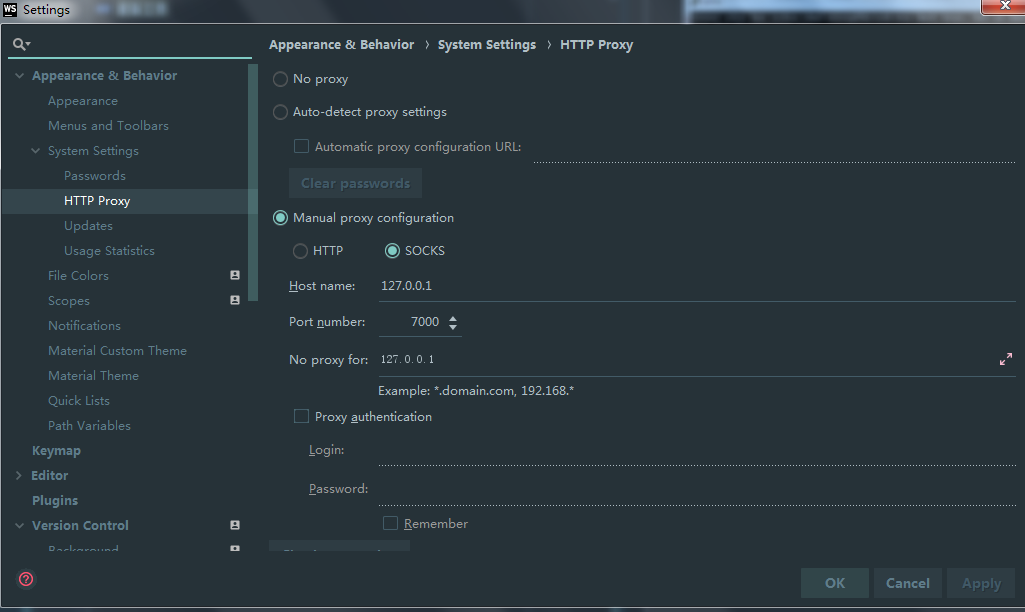 WS Settings
Appearance & Behavior › System Settings › HTTP Proxy
Appearance & Behavior
Appearance
Menus and Toolbars
System Settings
Passwords
HTTP Proxy
Updates
Usage Statistics
File Colors
Scopes
Notifications
Material Custom Theme
Material Theme
Quick Lists
Path Variables
Keymap
Editor
Plugins
Version Control
Background
No proxy
Auto-detect proxy settings
Automatic proxy configuration URL:
Clear passwords
Manual proxy configuration
HTTP SOCKS
Host name: 127.0.0.1
Port number: 7000
No proxy for: 127.0.0.1
Example: *.domain.com, 192.168.*
Proxy authentication
Login:
Password:
Remember
OK Cancel Apply